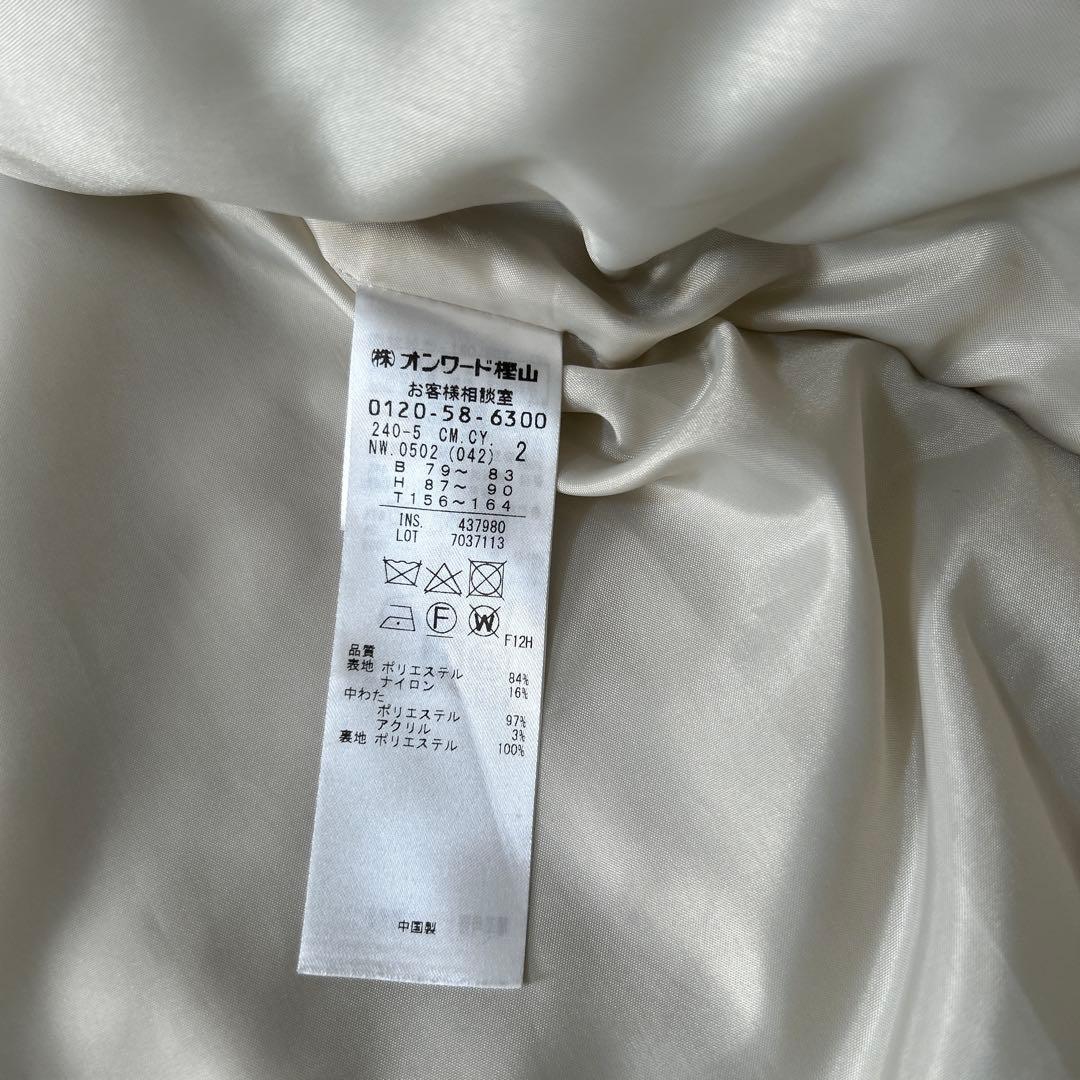 (株)オンワード樫山
お客様相談室
0120-58-6300
240-5 CM.CY. 2
NW.0502(042)
B 79～ 83
H 87～ 90
T156～164
INS. 437980
LOT 7037113
F W
F12H
品質
表地 ポリエステル 84%
ナイロン 16%
中わた
ポリエステル 97%
アクリル 3%
裏地 ポリエステル 100%
中国製